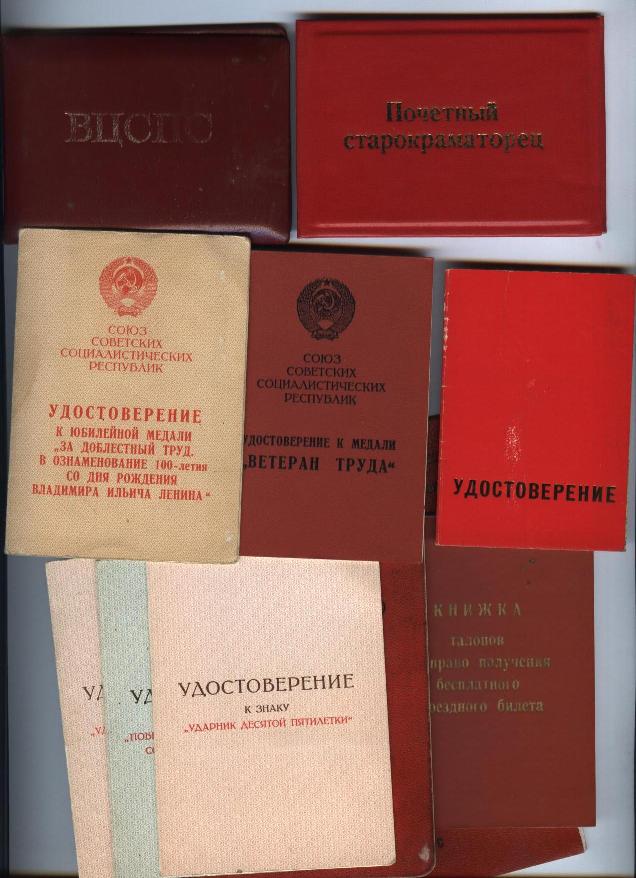 ВЦСПС
Почетный
старокраматорец
СОЮЗ
СОВЕТСКИХ
СОЦИАЛИСТИЧЕСКИХ
РЕСПУБЛИК
УДОСТОВЕРЕНИЕ
К ЮБИЛЕЙНОЙ МЕДАЛИ
„ЗА ДОБЛЕСТНЫЙ ТРУД.
В ОЗНАМЕНОВАНИЕ 100-летия
СО ДНЯ РОЖДЕНИЯ
ВЛАДИМИРА ИЛЬИЧА ЛЕНИНА“
СОЮЗ
СОВЕТСКИХ
СОЦИАЛИСТИЧЕСКИХ
РЕСПУБЛИК
УДОСТОВЕРЕНИЕ К МЕДАЛИ
„ВЕТЕРАН ТРУДА“
УДОСТОВЕРЕНИЕ
УДОСТОВЕРЕНИЕ
К ЗНАКУ
„УДАРНИК ДЕСЯТОЙ ПЯТИЛЕТКИ“
КНИЖКА
талонов
право получения
бесплатного
билета